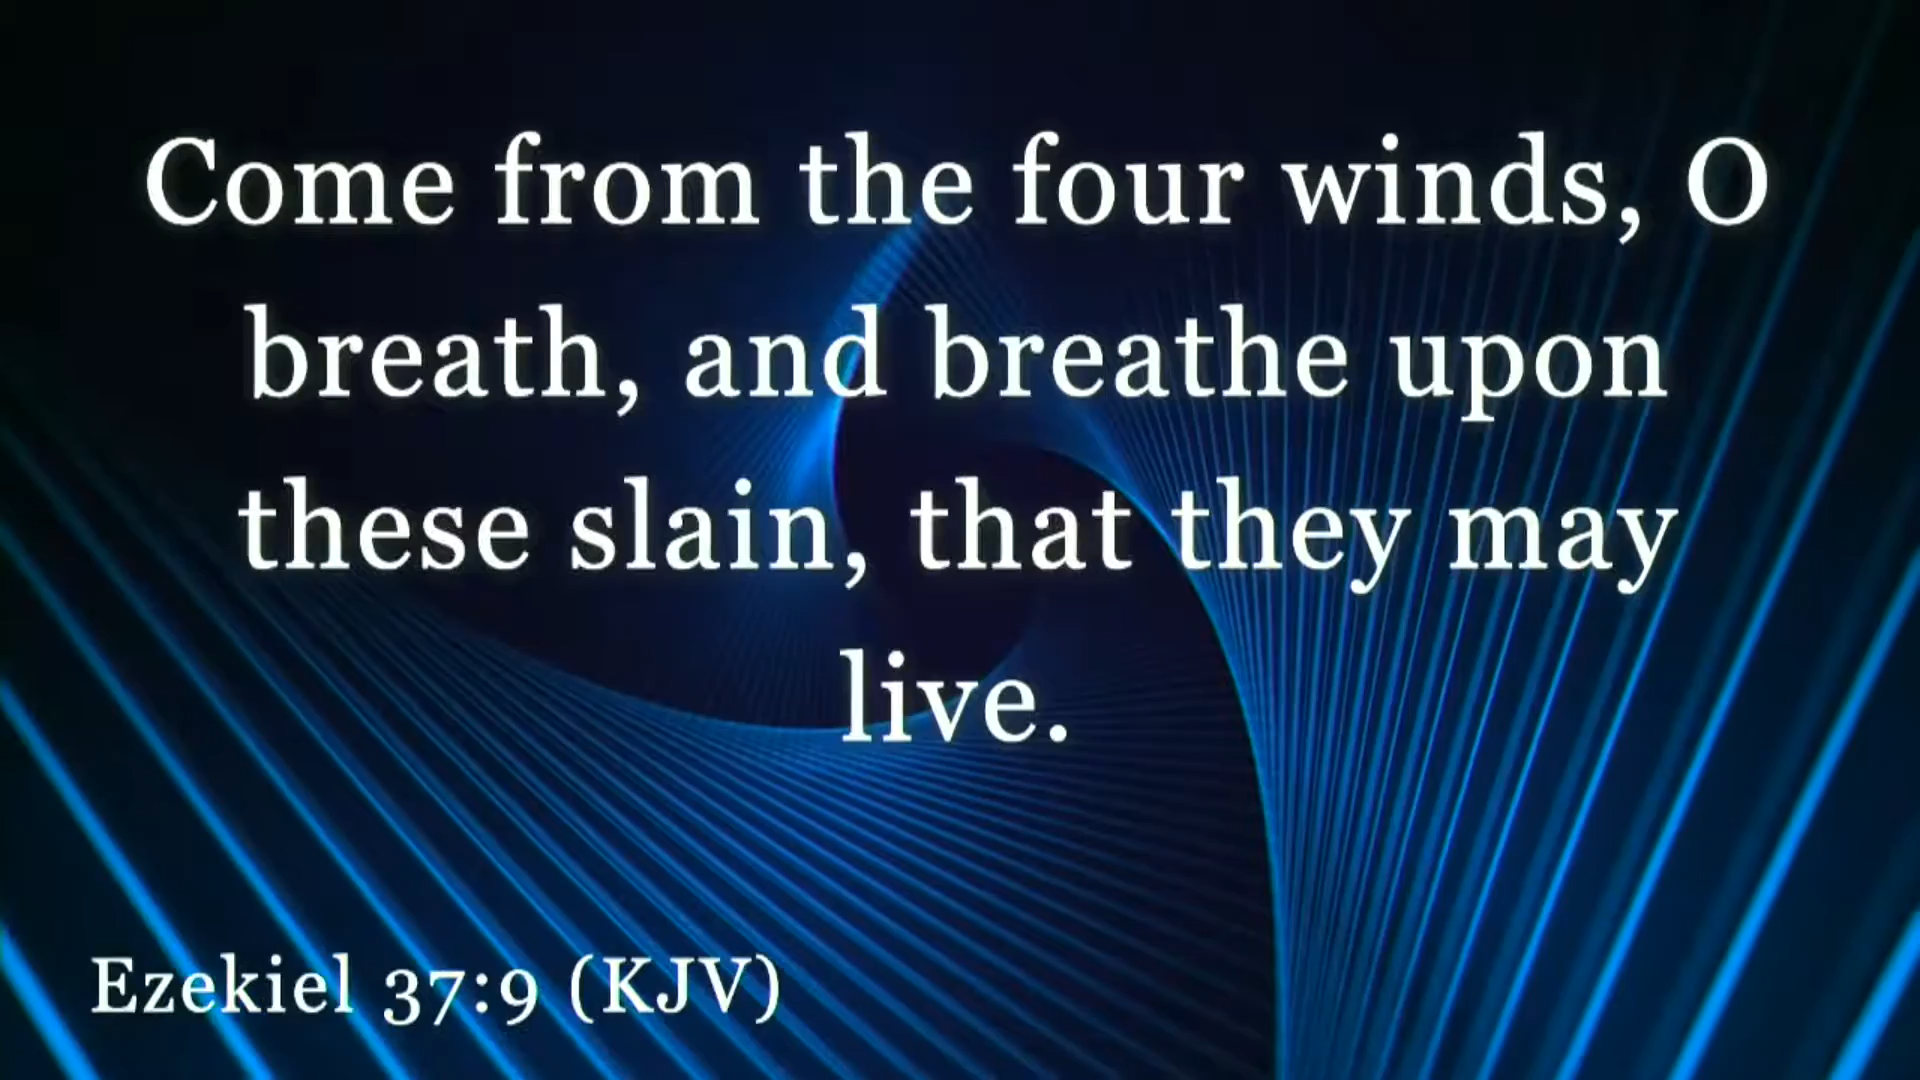 Come from the four winds, O
breath, and breathe upon
these slain, that they may
live.
Ezekiel 37:9 (KJV)